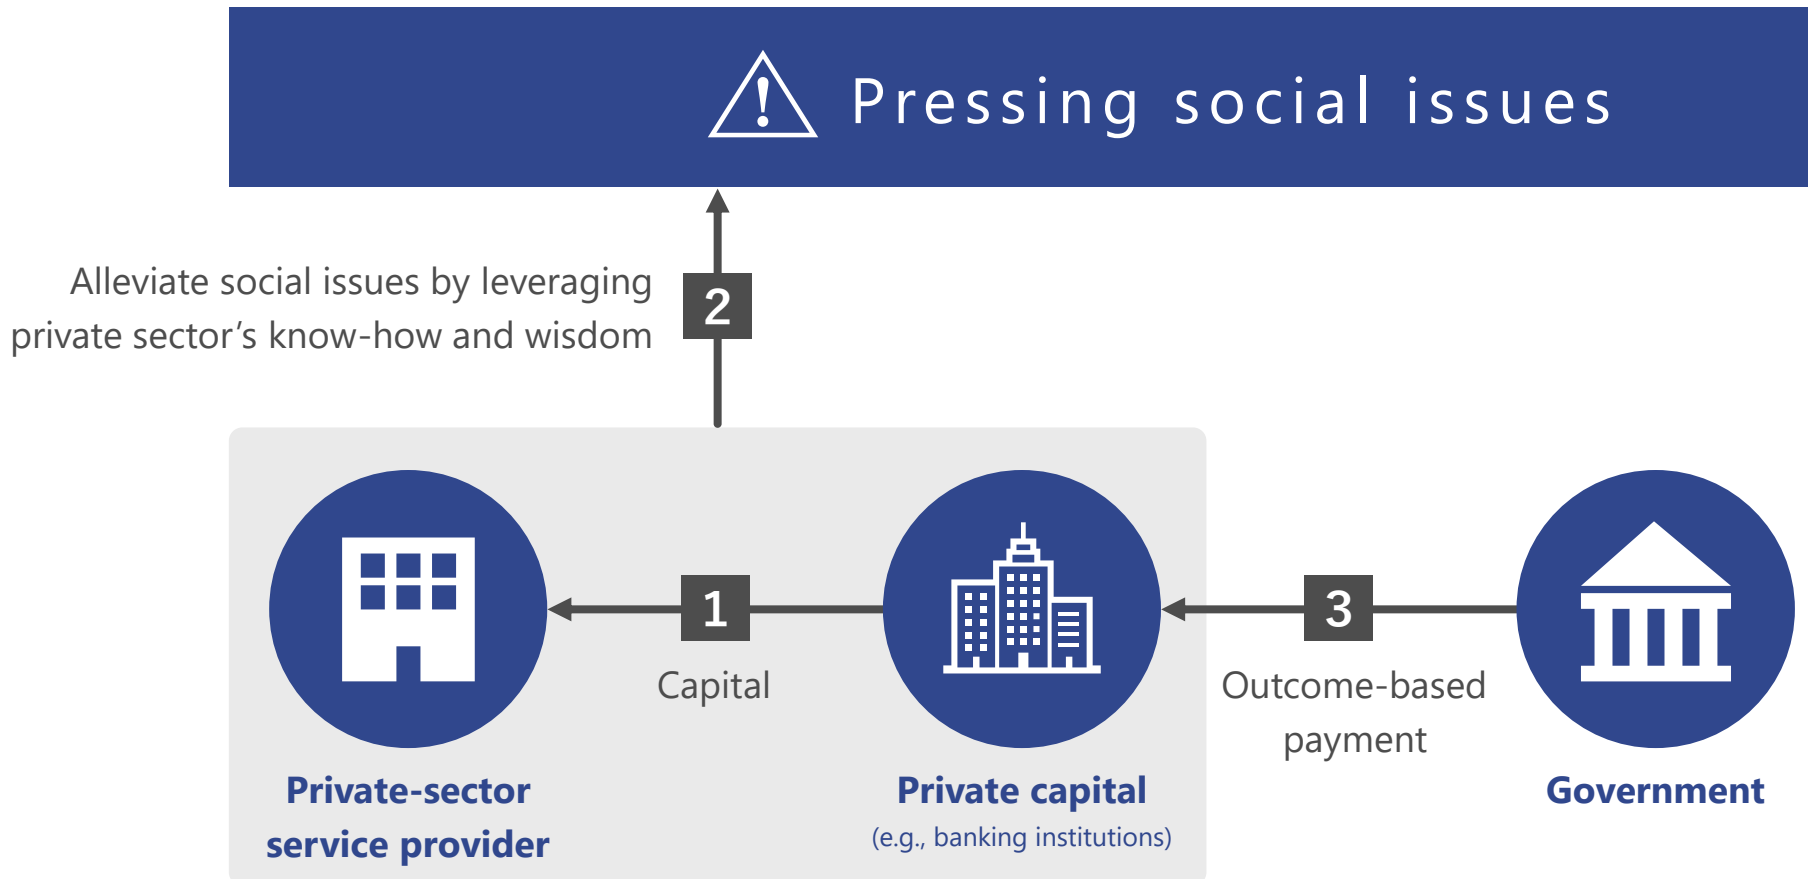 Pressing social issues
Alleviate social issues by leveraging
private sector’s know-how and wisdom
2
1
Capital
3
Outcome-based
payment
Private-sector
service provider
Private capital
(e.g., banking institutions)
Government